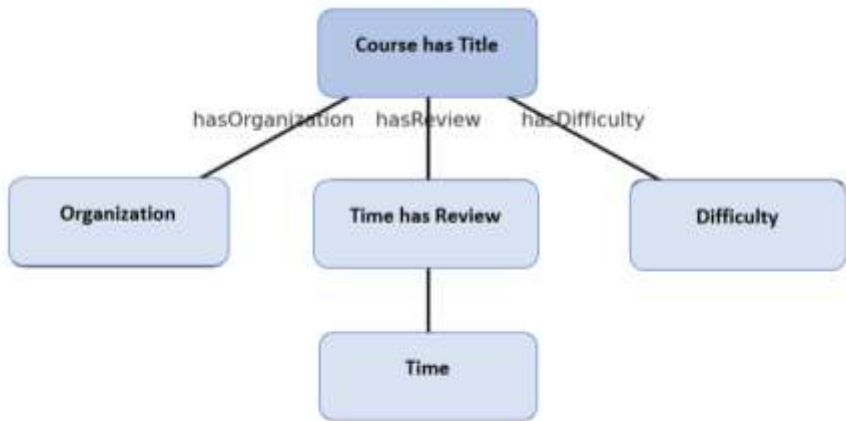 Course has Title
hasOrganization hasReview hasDifficulty
Organization Time has Review Difficulty
Time